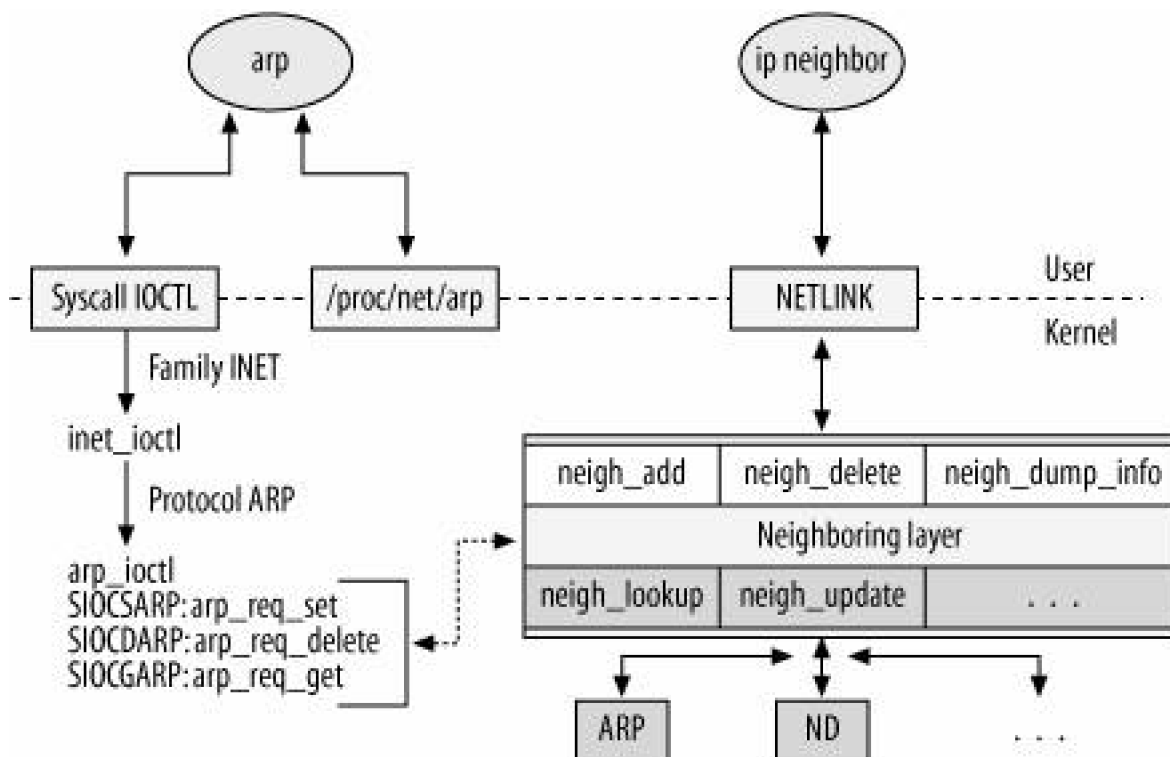 arp
ip neighbor
Syscall IOCTL
/proc/net/arp
NETLINK
User
Kernel
Family INET
inet_ioctl
Protocol ARP
arp_ioctl
SIOCSARP: arp_req_set
SIOCDARP: arp_req_delete
SIOCGARP: arp_req_get
neigh_add
neigh_delete
neigh_dump_info
Neighboring layer
neigh_lookup
neigh_update
. . .
ARP
ND
. . .